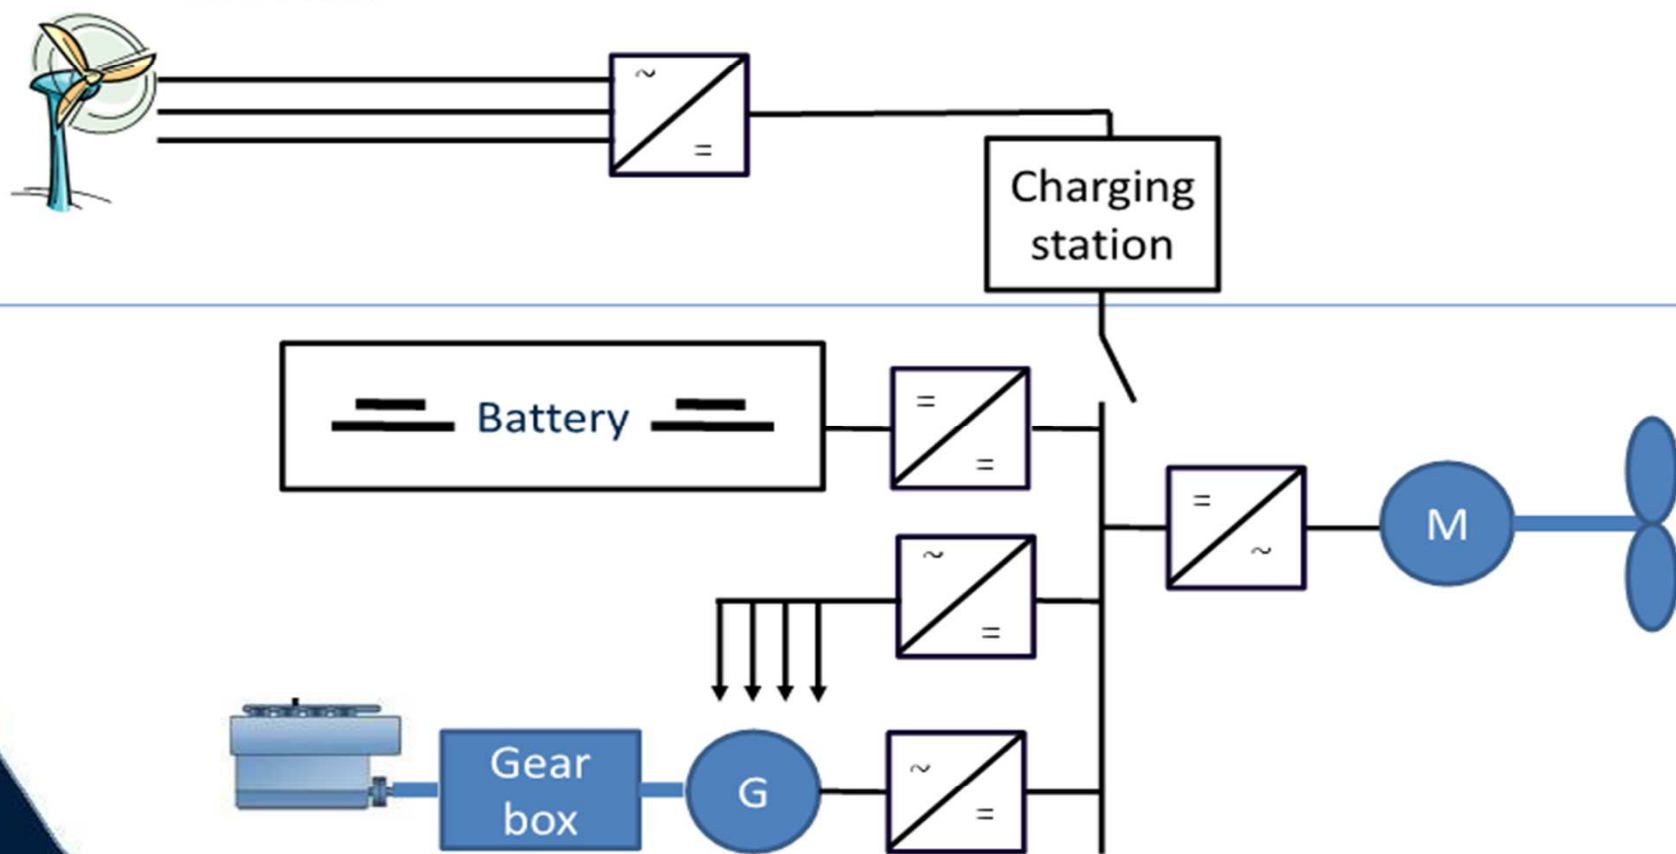 ~
=
Charging
station
Battery
=
=
=
~
M
~
=
Gear
box
G
~
=